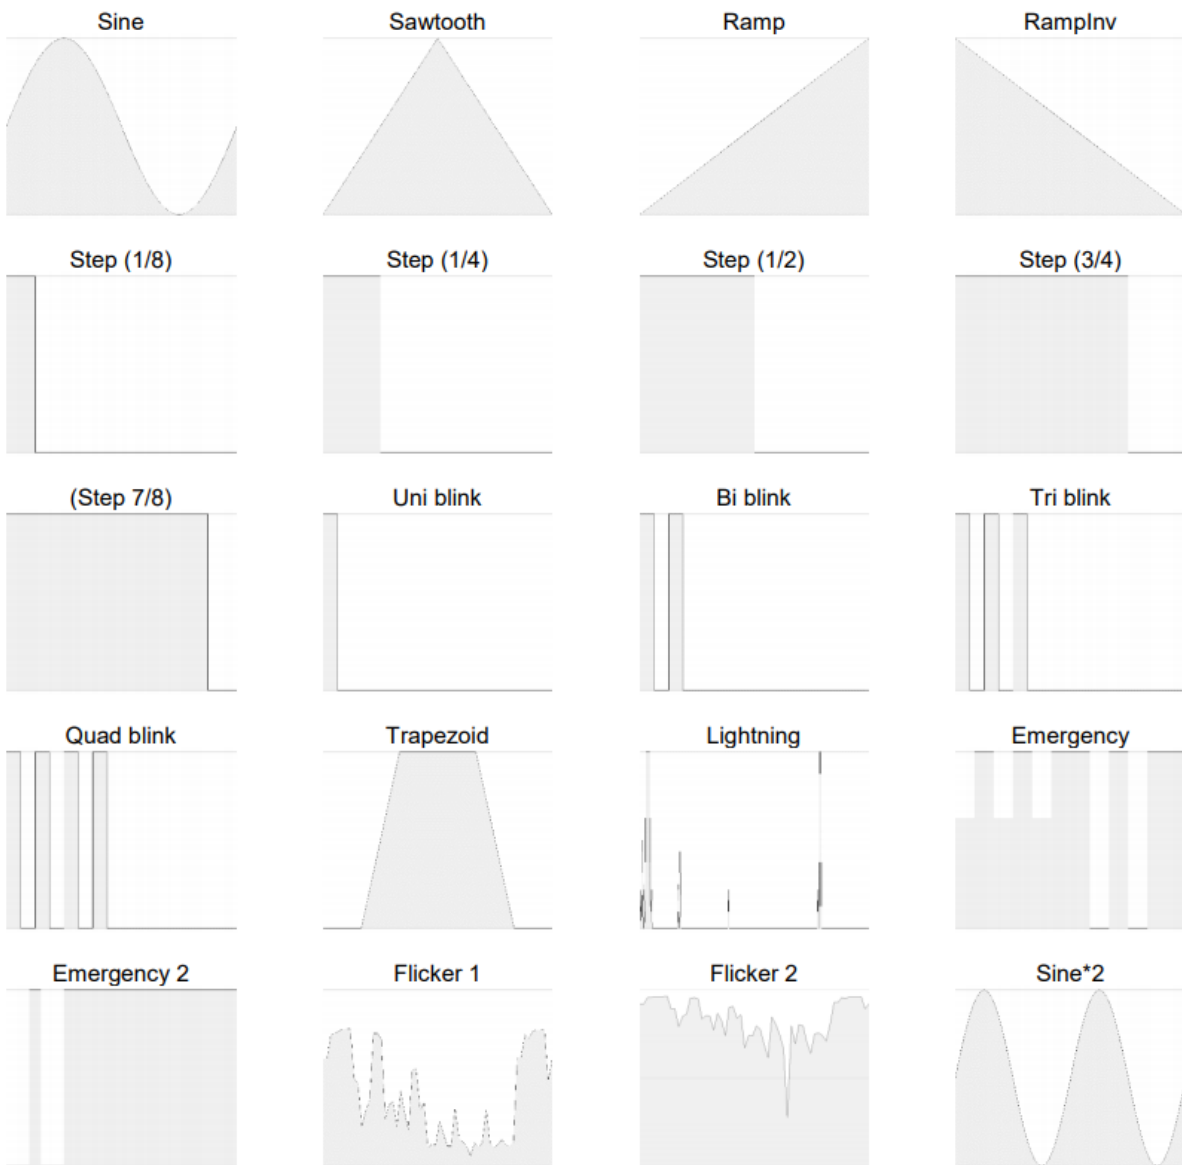 Sine
Sawtooth
Ramp
RampInv
Step (1/8)
Step (1/4)
Step (1/2)
Step (3/4)
(Step 7/8)
Uni blink
Bi blink
Tri blink
Quad blink
Trapezoid
Lightning
Emergency
Emergency 2
Flicker 1
Flicker 2
Sine*2